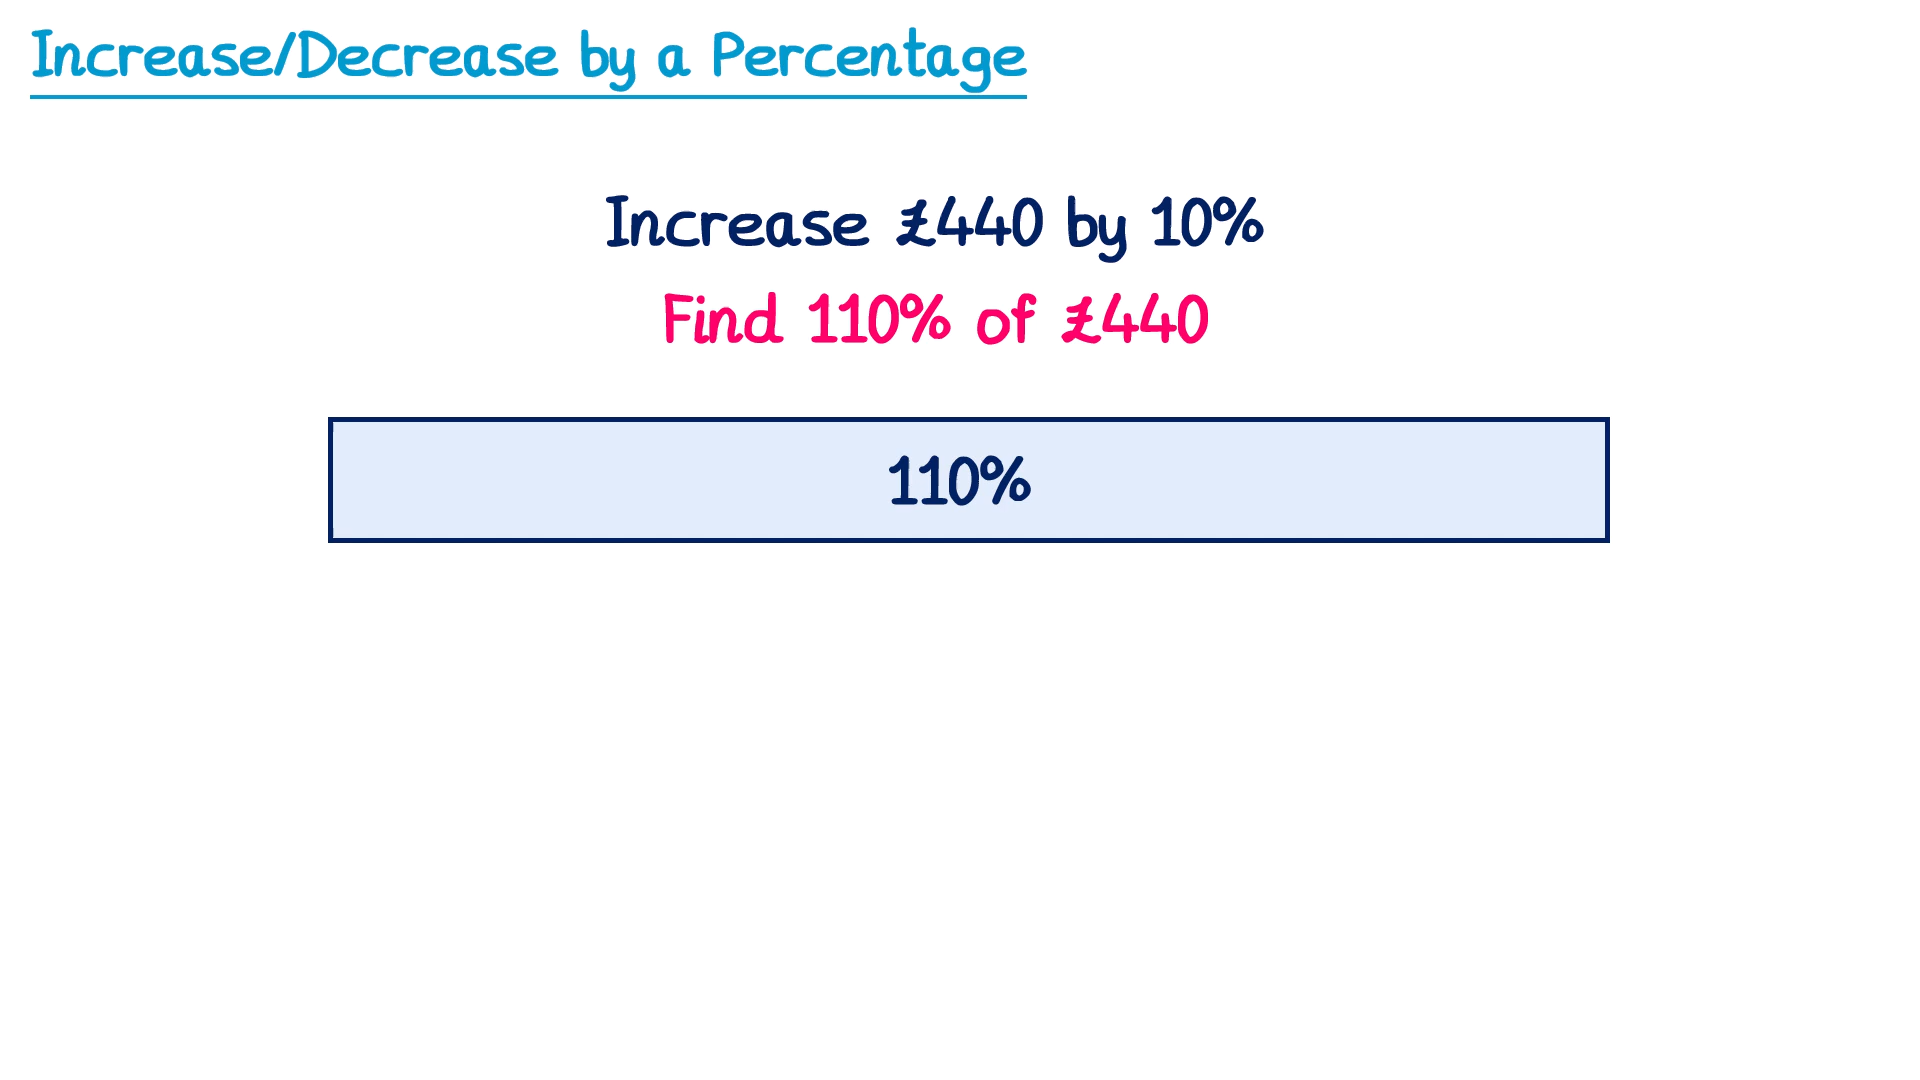 Increase/Decrease by a Percentage
Increase £440 by 10%
Find 110% of £440
110%